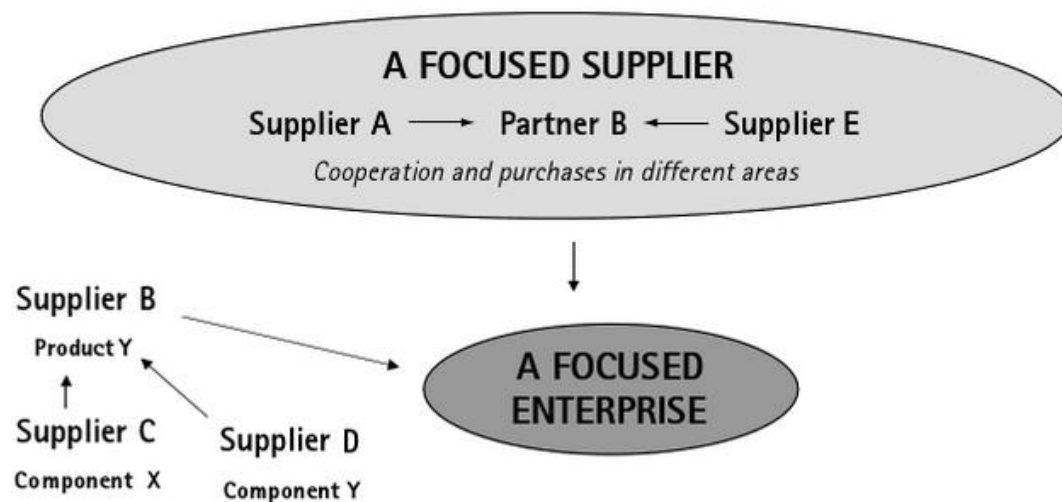 A FOCUSED SUPPLIER
Supplier A Partner B Supplier E
Cooperation and purchases in different areas
Supplier B
Product Y
Supplier C
Component X
Supplier D
Component Y
A FOCUSED
ENTERPRISE